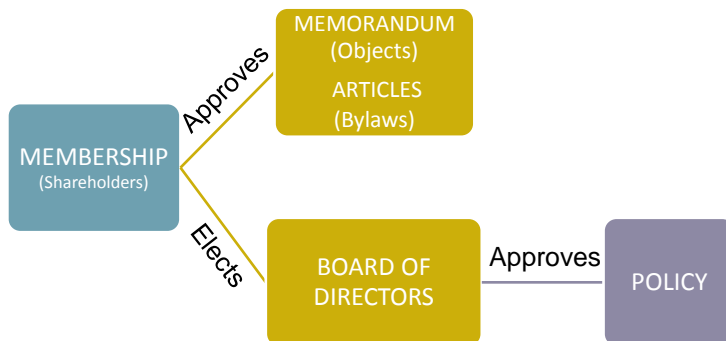 MEMORANDUM
(Objects)
ARTICLES
(Bylaws)
Approves
MEMBERSHIP
(Shareholders)
Elects
BOARD OF
DIRECTORS
Approves
POLICY